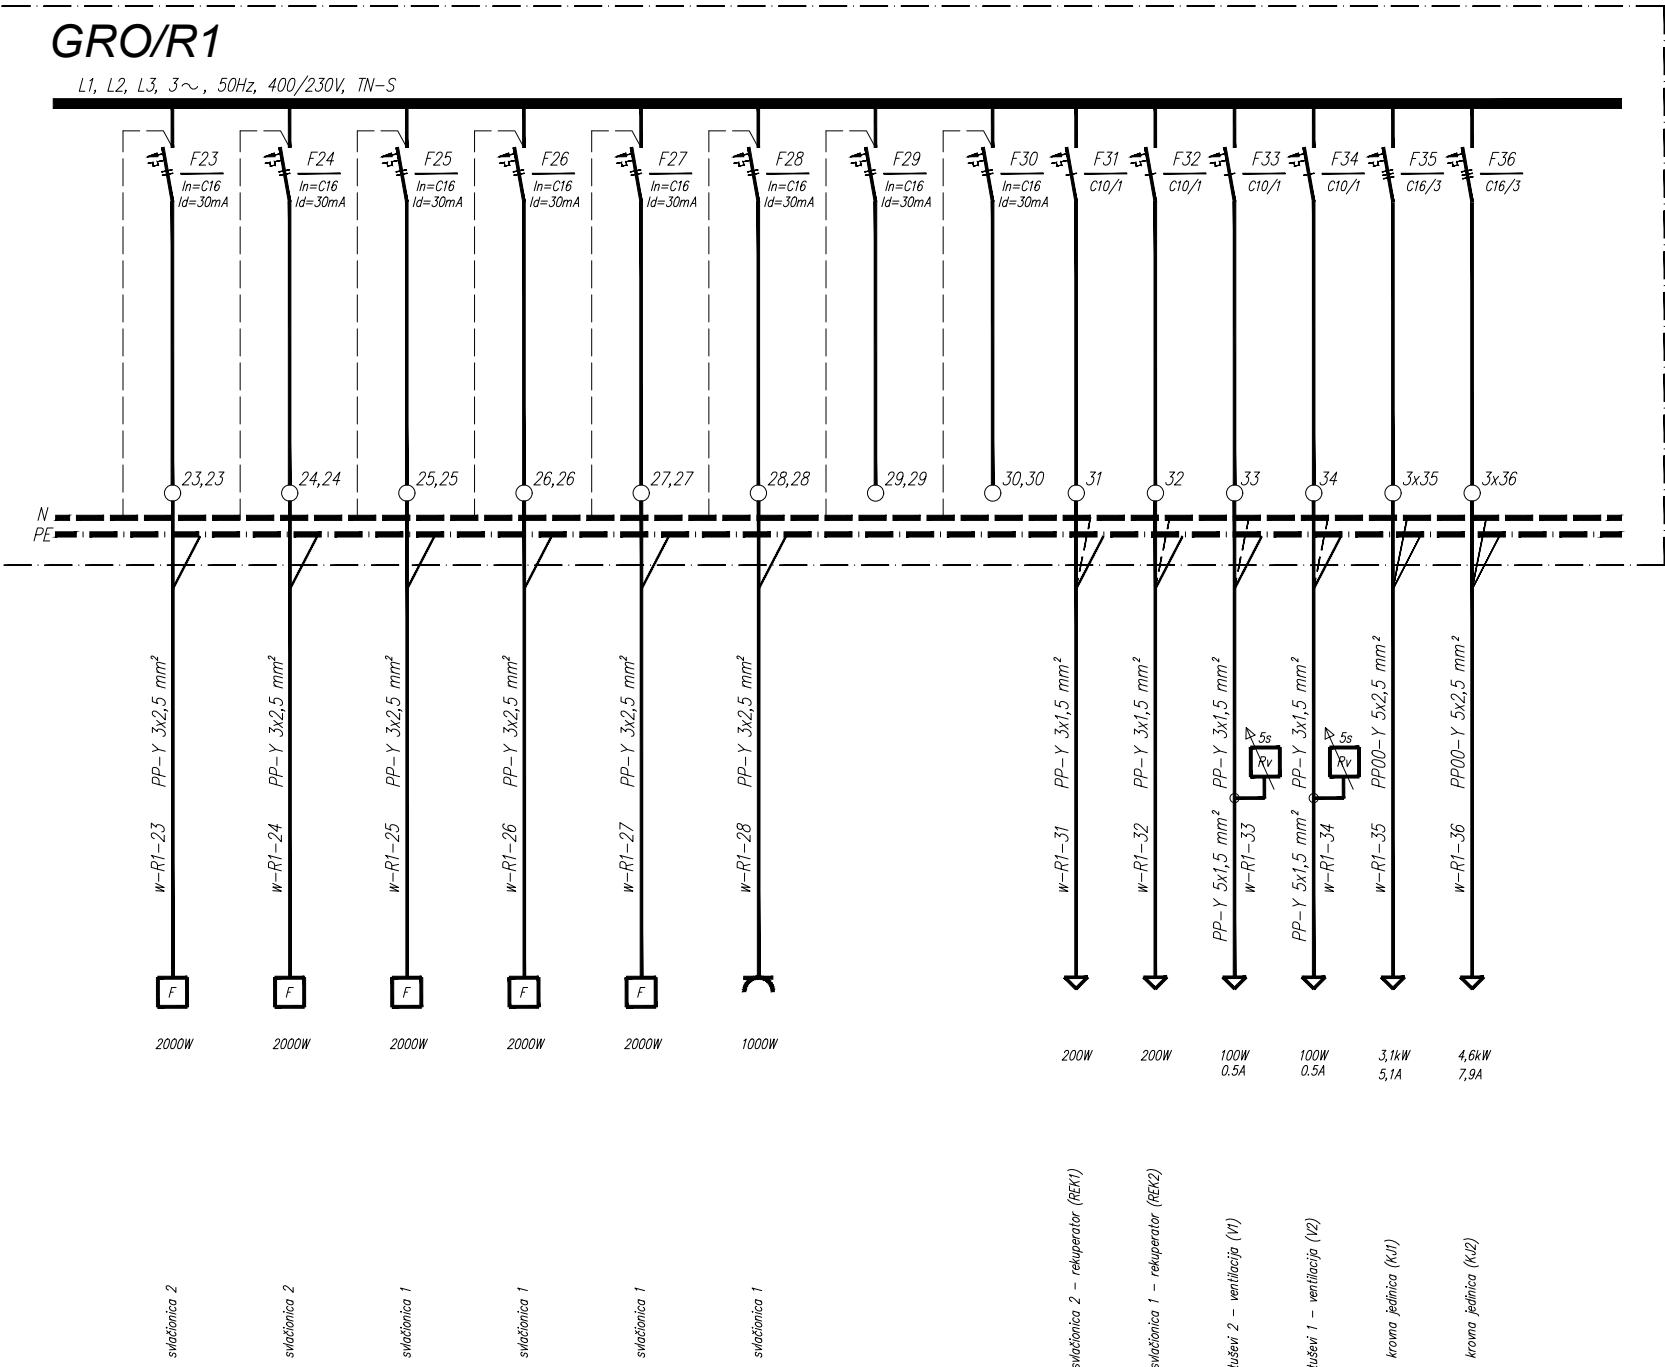 GRO/R1
L1, L2, L3, 3~, 50Hz, 400/230V, TN-S
F23
In=C16
Id=30mA
F24
In=C16
Id=30mA
F25
In=C16
Id=30mA
F26
In=C16
Id=30mA
F27
In=C16
Id=30mA
F28
In=C16
Id=30mA
F29
In=C16
Id=30mA
F30
In=C16
Id=30mA
F31
C10/1
F32
C10/1
F33
C10/1
F34
C10/1
F35
C16/3
F36
C16/3
23,23
24,24
25,25
26,26
27,27
28,28
29,29
30,30
31
32
33
34
3x35
3x36
N
PE
PP-Y 3x2,5 mm²
PP-Y 3x2,5 mm²
PP-Y 3x2,5 mm²
PP-Y 3x2,5 mm²
PP-Y 3x2,5 mm²
PP-Y 3x2,5 mm²
PP-Y 3x1,5 mm²
PP-Y 3x1,5 mm²
PP-Y 3x1,5 mm²
PP-Y 3x1,5 mm²
PP00-Y 5x2,5 mm²
PP00-Y 5x2,5 mm²
5s
Rv
5s
Rv
w-R1-23
w-R1-24
w-R1-25
w-R1-26
w-R1-27
w-R1-28
w-R1-31
w-R1-32
PP-Y 5x1,5 mm²
w-R1-33
PP-Y 5x1,5 mm²
w-R1-34
w-R1-35
w-R1-36
F
F
F
F
F
2000W
2000W
2000W
2000W
2000W
1000W
200W
200W
100W
0.5A
100W
0.5A
3,1kW
5,1A
4,6kW
7,9A
svlačionica 2
svlačionica 2
svlačionica 1
svlačionica 1
svlačionica 1
svlačionica 1
svlačionica 2 - rekuperator (REK1)
svlačionica 1 - rekuperator (REK2)
tuševi 2 - ventilacija (V1)
tuševi 1 - ventilacija (V2)
krovna jedinica (KJ1)
krovna jedinica (KJ2)